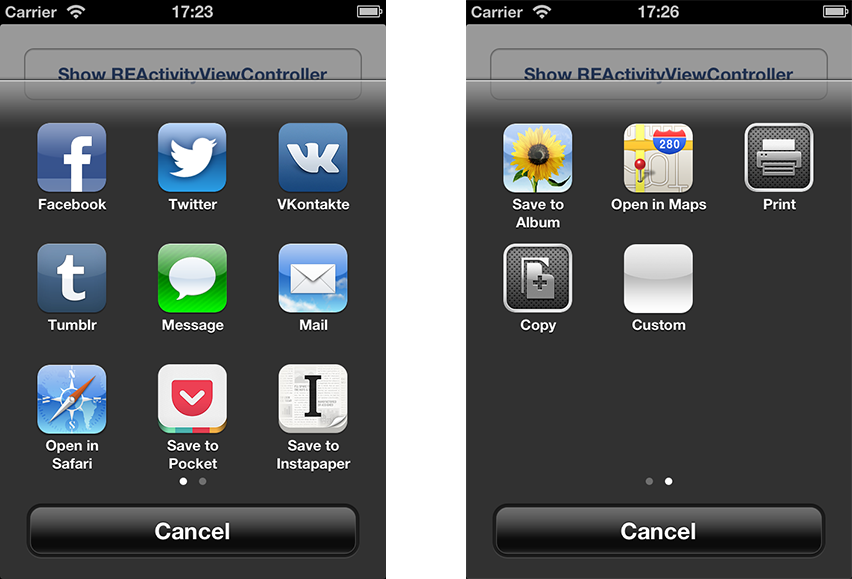 Carrier 17:23
Show REActivityViewController
Facebook Twitter VKontakte
Tumblr Message Mail
Open in Safari
Save to Pocket
Save to Instapaper
Cancel
Carrier 17:26
Show REActivityViewController
Save to Album
280
Open in Maps
Print
Copy Custom
Cancel